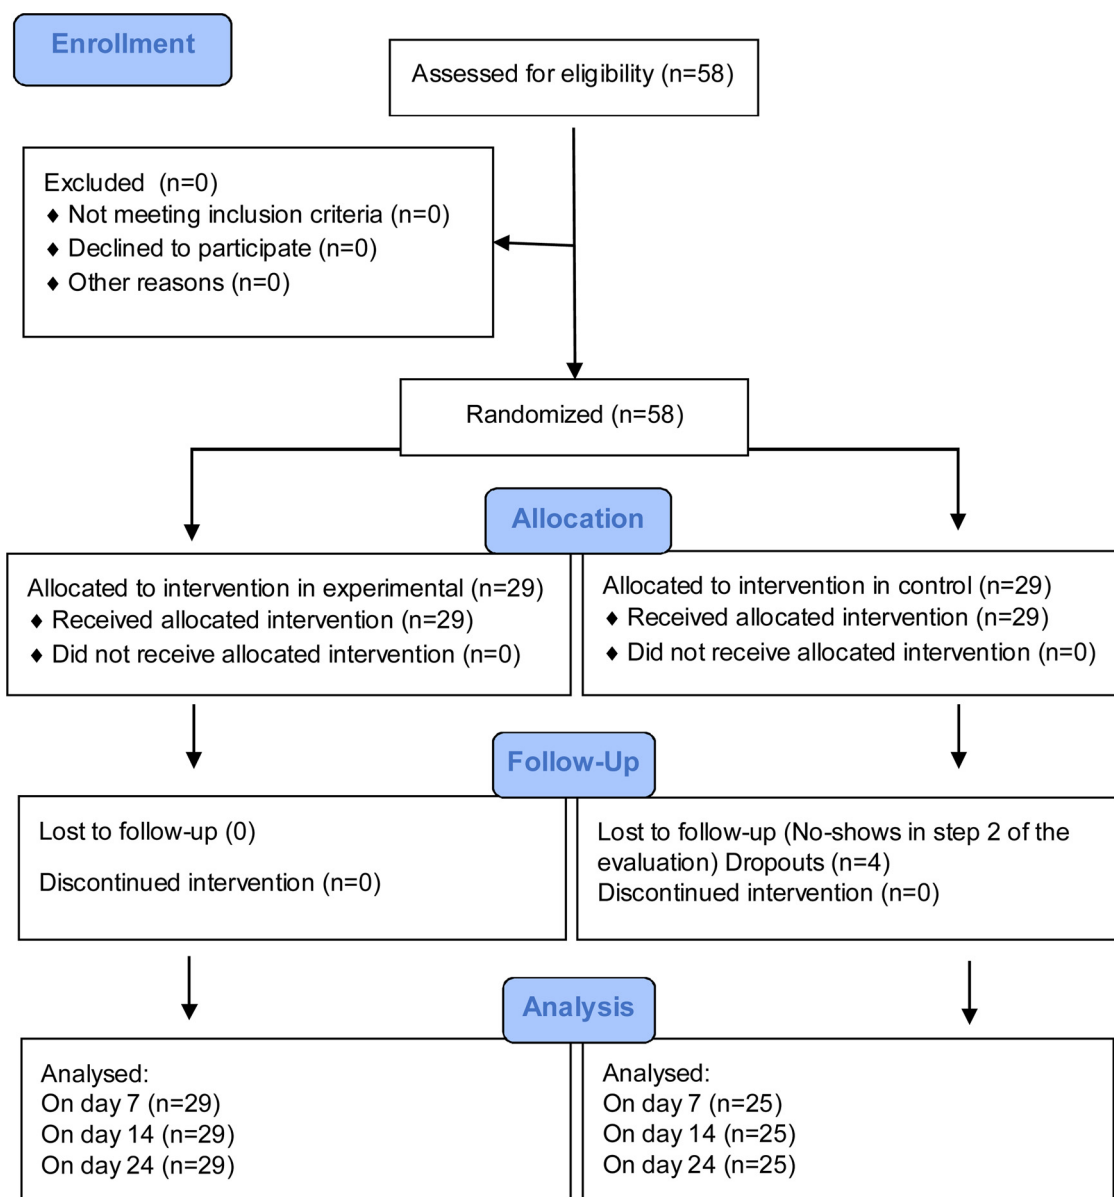 Enrollment
Assessed for eligibility (n=58)
Excluded  (n=0)
♦ Not meeting inclusion criteria (n=0)
♦ Declined to participate (n=0)
♦ Other reasons (n=0)
Randomized (n=58)
Allocation
Allocated to intervention in experimental (n=29)
♦ Received allocated intervention (n=29)
♦ Did not receive allocated intervention (n=0)
Allocated to intervention in control (n=29)
♦ Received allocated intervention (n=29)
♦ Did not receive allocated intervention (n=0)
Follow-Up
Lost to follow-up (0)
Discontinued intervention (n=0)
Lost to follow-up (No-shows in step 2 of the
evaluation) Dropouts (n=4)
Discontinued intervention (n=0)
Analysis
Analysed:
On day 7 (n=29)
On day 14 (n=29)
On day 24 (n=29)
Analysed:
On day 7 (n=25)
On day 14 (n=25)
On day 24 (n=25)